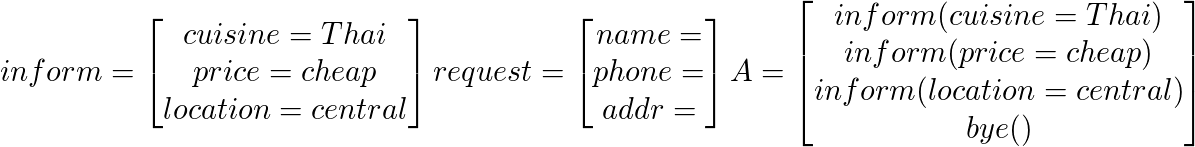 inform = [cuisine = Thai
price = cheap
location = central] request = [name =
phone =
addr =] A = [inform(cuisine = Thai)
inform(price = cheap)
inform(location = central)
bye()]